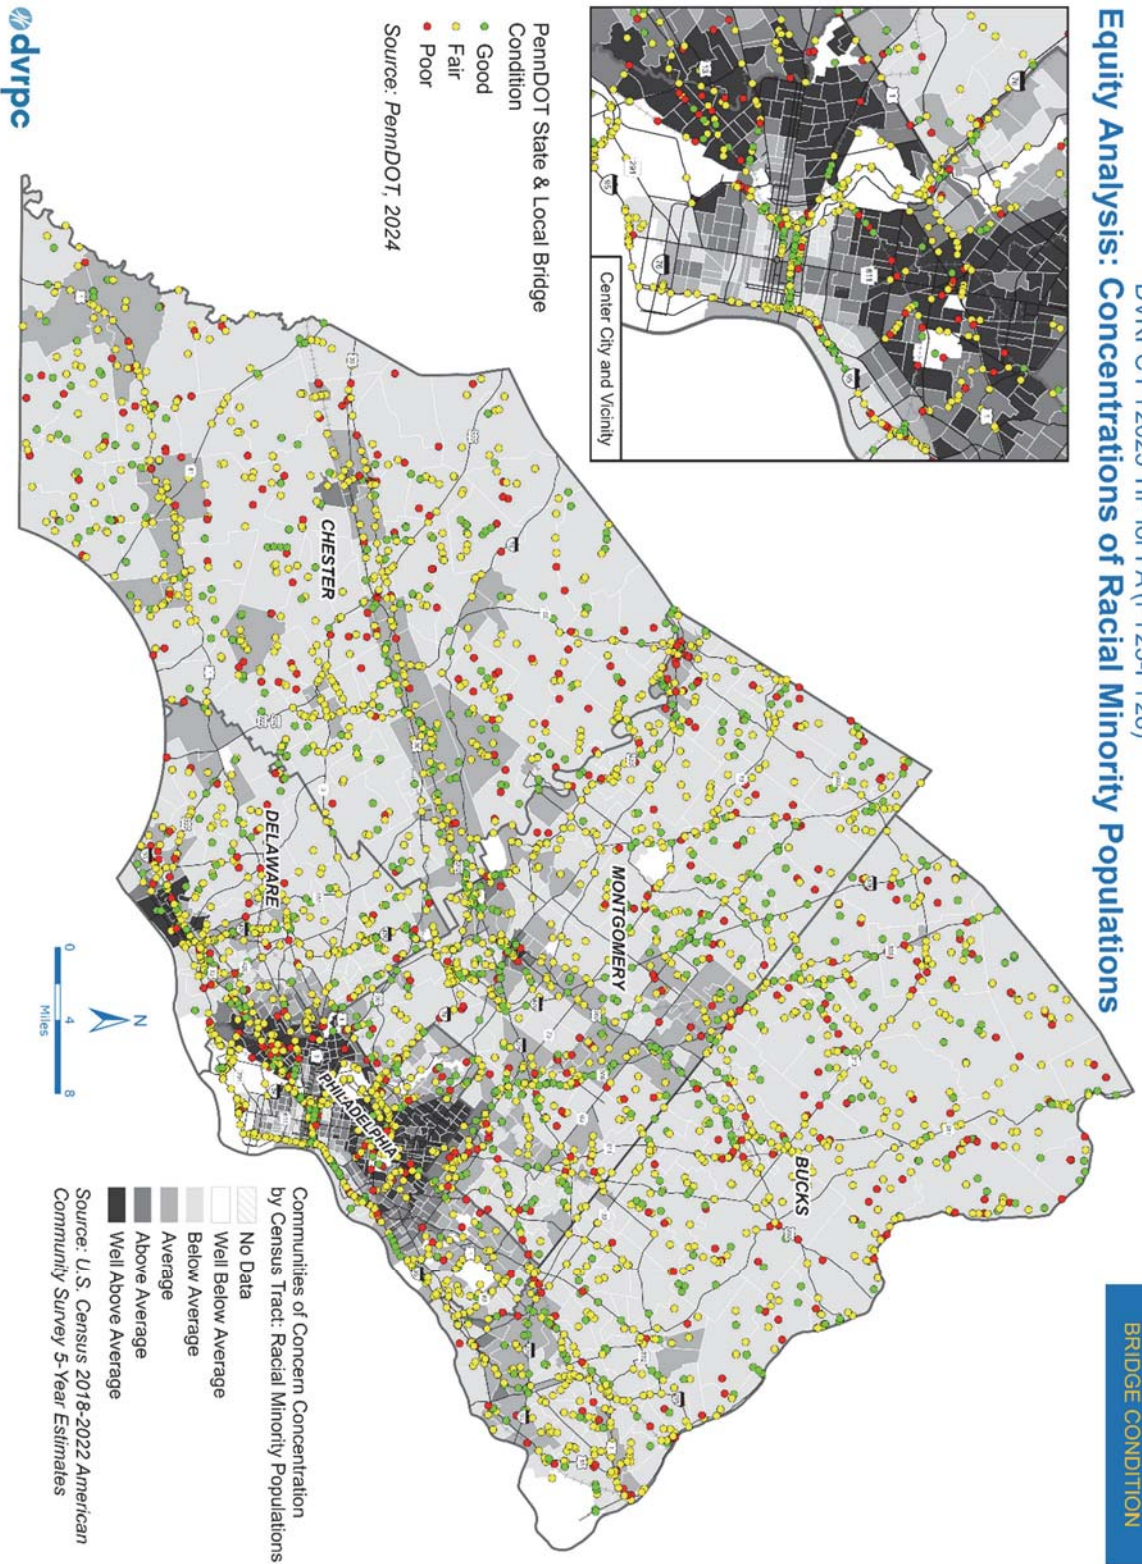 Equity Analysis: Concentrations of Racial Minority Populations
BRIDGE CONDITION
Center City and Vicinity
PennDOT State & Local Bridge
Condition
Good
Fair
Poor
Source: PennDOT, 2024
CHESTER
DELAWARE
MONTGOMERY
PHILADELPHIA
BUCKS
N
0 4 8
Miles
Communities of Concern Concentration
by Census Tract: Racial Minority Populations
No Data
Well Below Average
Below Average
Average
Above Average
Well Above Average
Source: U.S. Census 2018-2022 American
Community Survey 5-Year Estimates
dvrpc